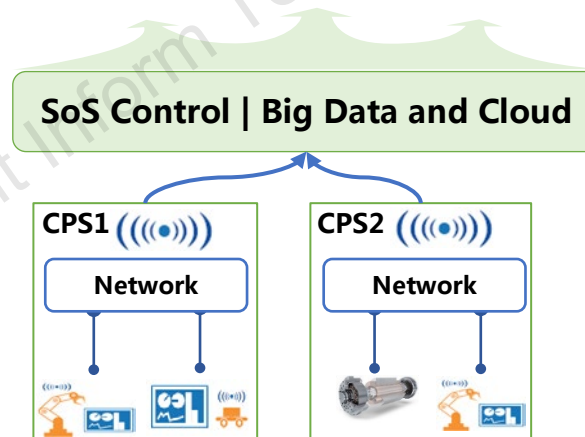 SoS Control | Big Data and Cloud
CPS1
CPS2
Network
Network